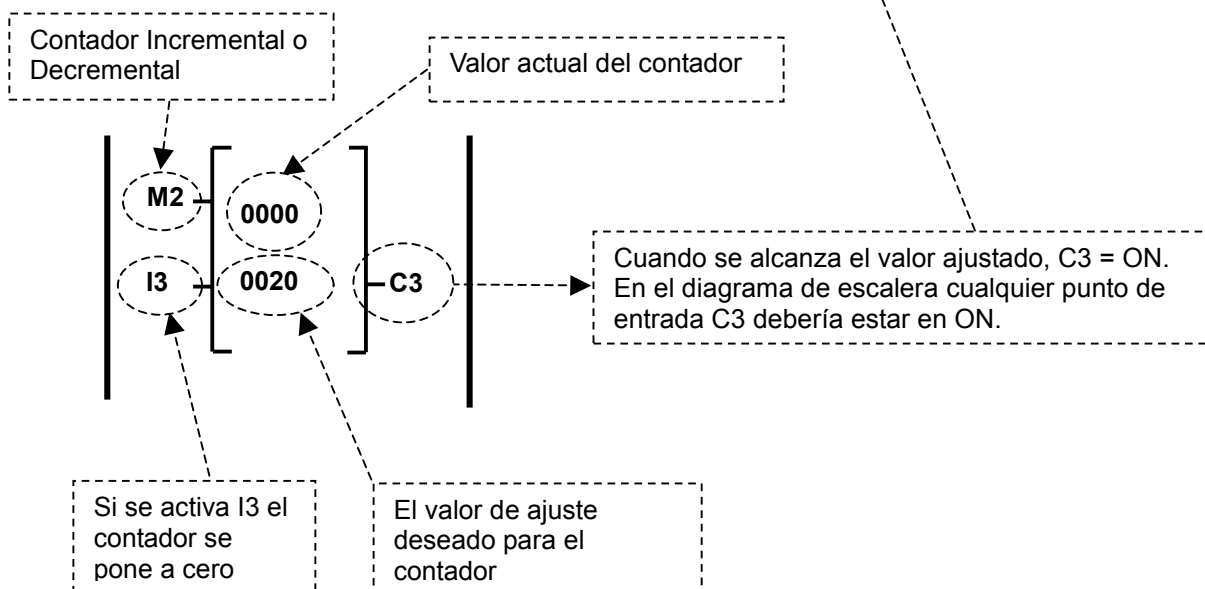 Contador Incremental o
Decremental
Valor actual del contador
M2
0000
I3
0020
C3
Cuando se alcanza el valor ajustado, C3 = ON.
En el diagrama de escalera cualquier punto de
entrada C3 debería estar en ON.
Si se activa I3 el
contador se
pone a cero
El valor de ajuste
deseado para el
contador